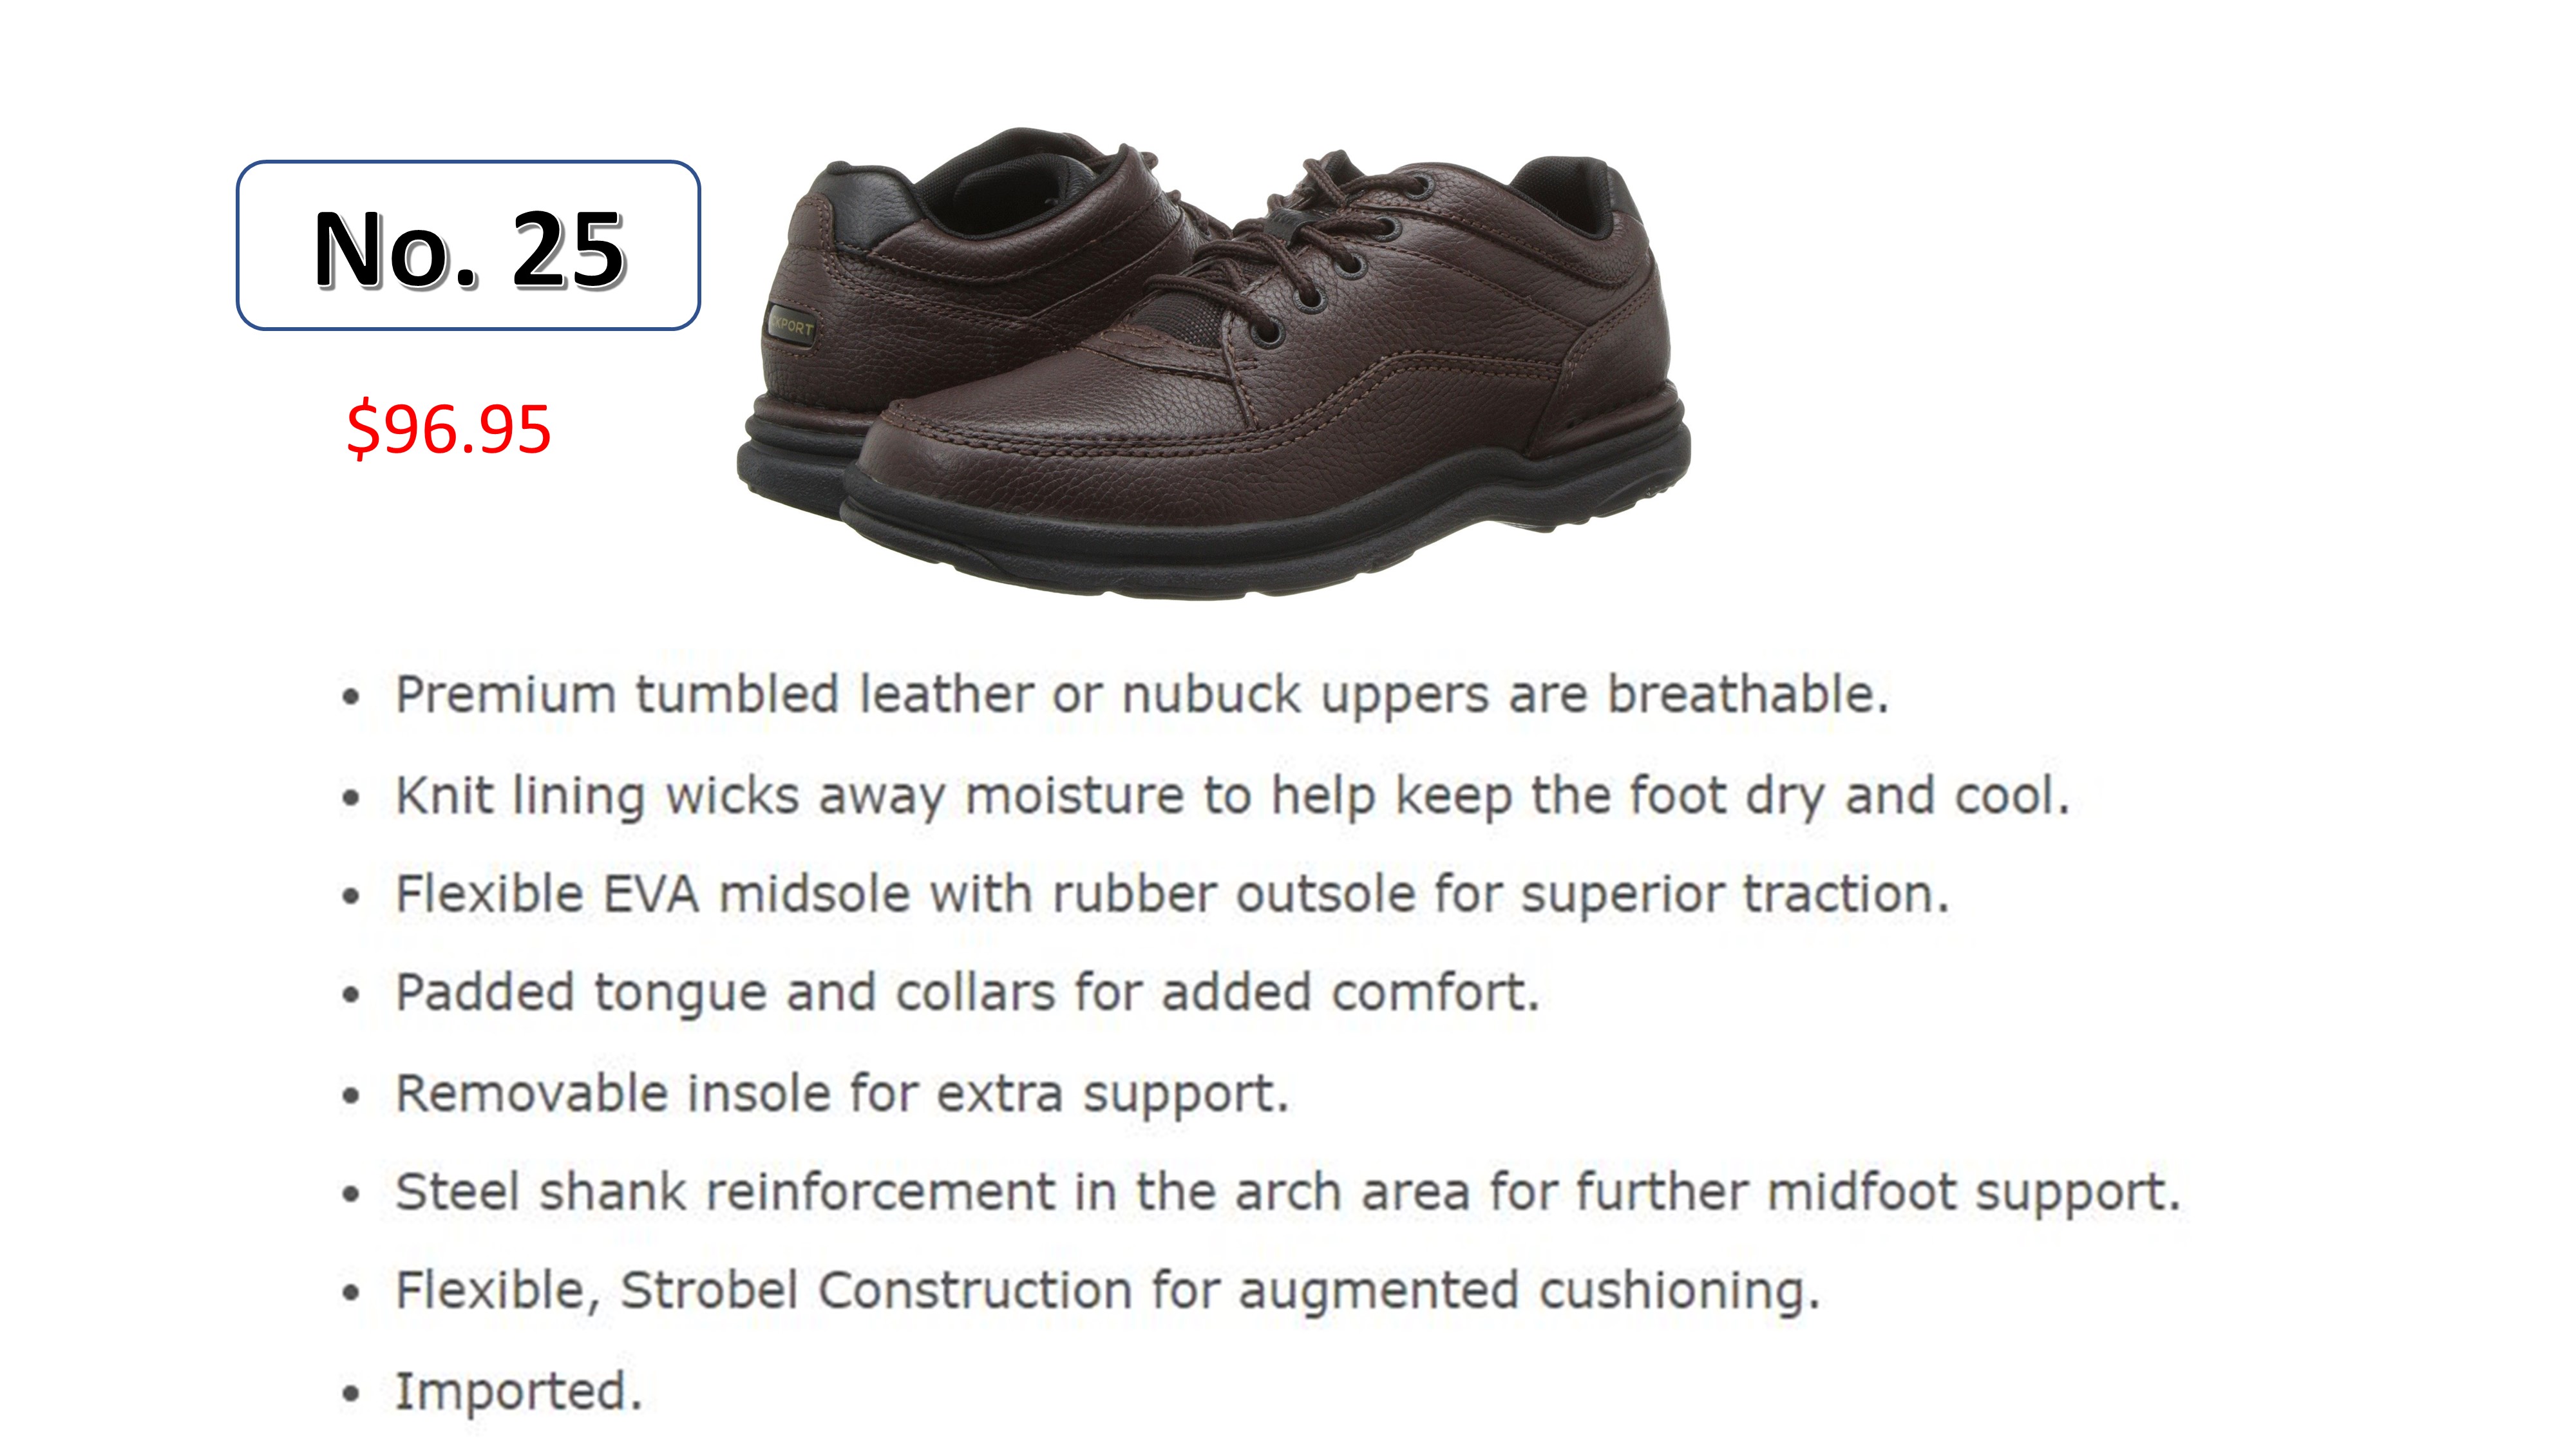 No. 25
$96.95
CKPORT
• Premium tumbled leather or nubuck uppers are breathable.
• Knit lining wicks away moisture to help keep the foot dry and cool.
• Flexible EVA midsole with rubber outsole for superior traction.
• Padded tongue and collars for added comfort.
• Removable insole for extra support.
• Steel shank reinforcement in the arch area for further midfoot support.
• Flexible, Strobel Construction for augmented cushioning.
• Imported.